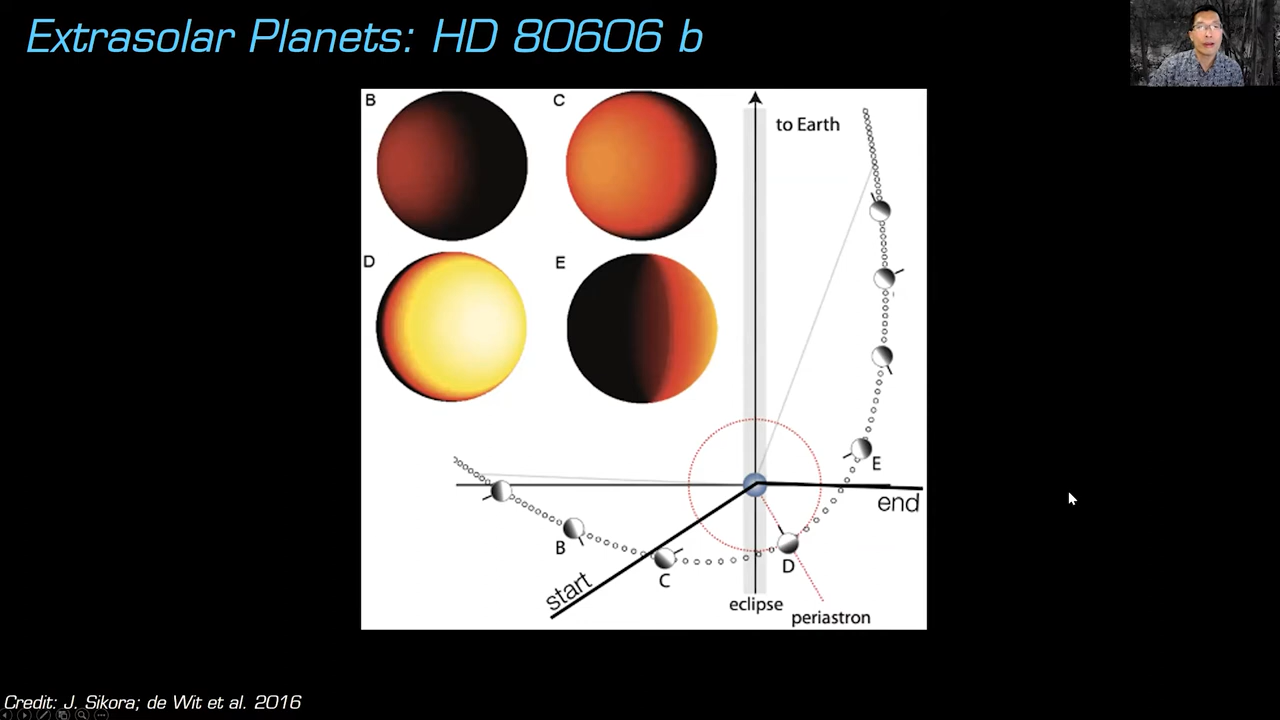 Extrasolar Planets: HD 80606 b
B
C
to Earth
D
E
E
end
B
C
D
start
eclipse
periastron
Credit: J. Sikora; de Wit et al. 2016